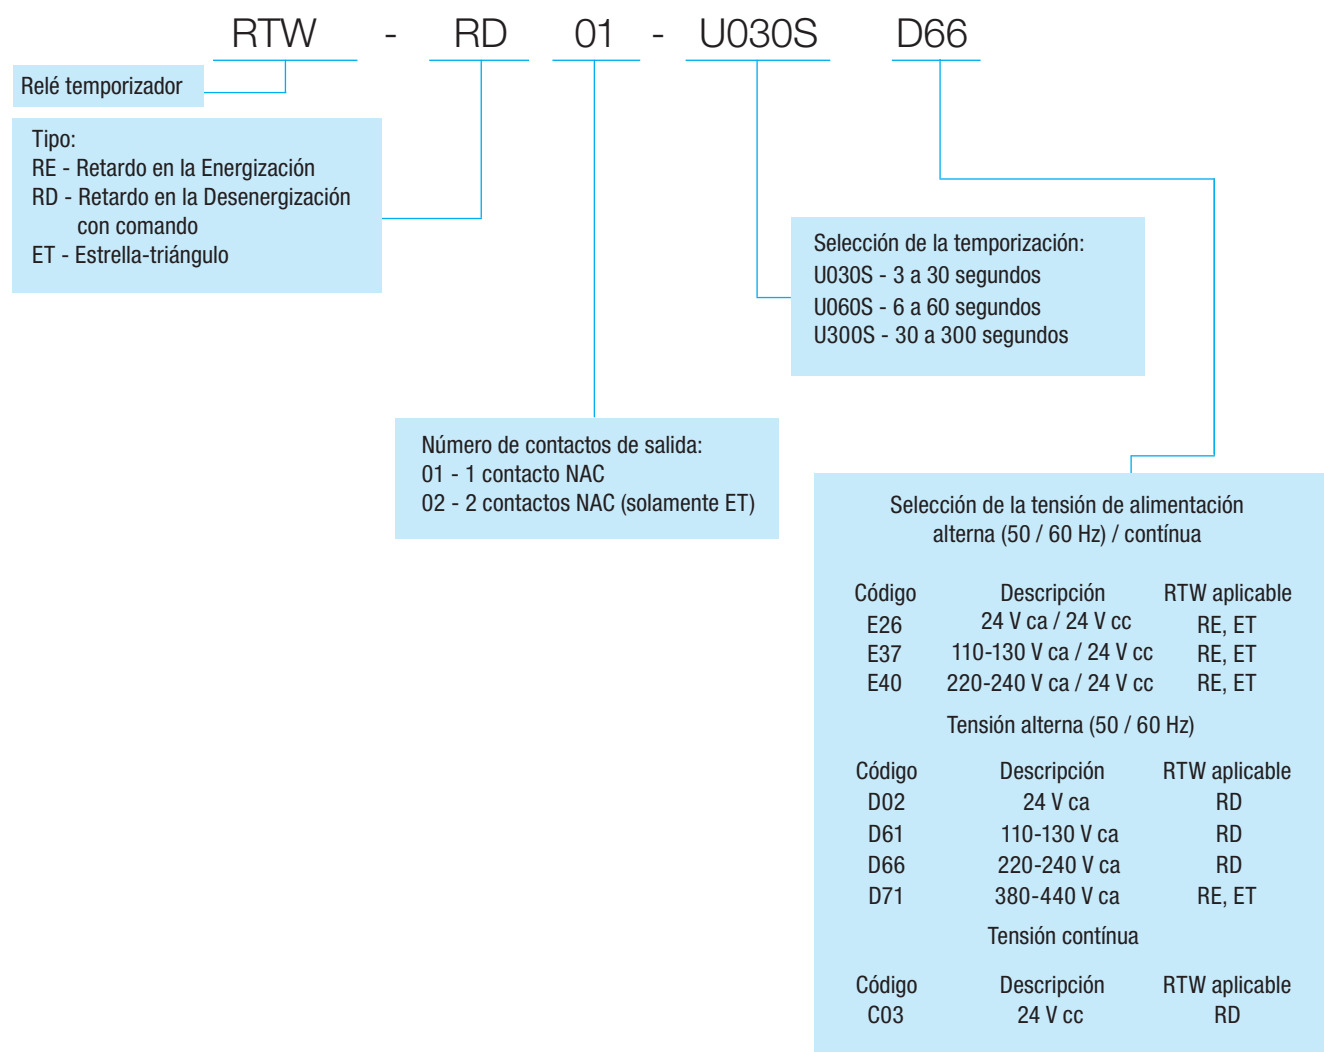 RTW - RD 01 - U030S D66
Relé temporizador
Tipo:
RE - Retardo en la Energización
RD - Retardo en la Desenergización
con comando
ET - Estrella-triángulo
Selección de la temporización:
U030S - 3 a 30 segundos
U060S - 6 a 60 segundos
U300S - 30 a 300 segundos
Número de contactos de salida:
01 - 1 contacto NAC
02 - 2 contactos NAC (solamente ET)
Selección de la tensión de alimentación
alterna (50 / 60 Hz) / contínua
Código Descripción RTW aplicable
E26 24 V ca / 24 V cc RE, ET
E37 110-130 V ca / 24 V cc RE, ET
E40 220-240 V ca / 24 V cc RE, ET
Tensión alterna (50 / 60 Hz)
Código Descripción RTW aplicable
D02 24 V ca RD
D61 110-130 V ca RD
D66 220-240 V ca RD
D71 380-440 V ca RE, ET
Tensión contínua
Código Descripción RTW aplicable
C03 24 V cc RD